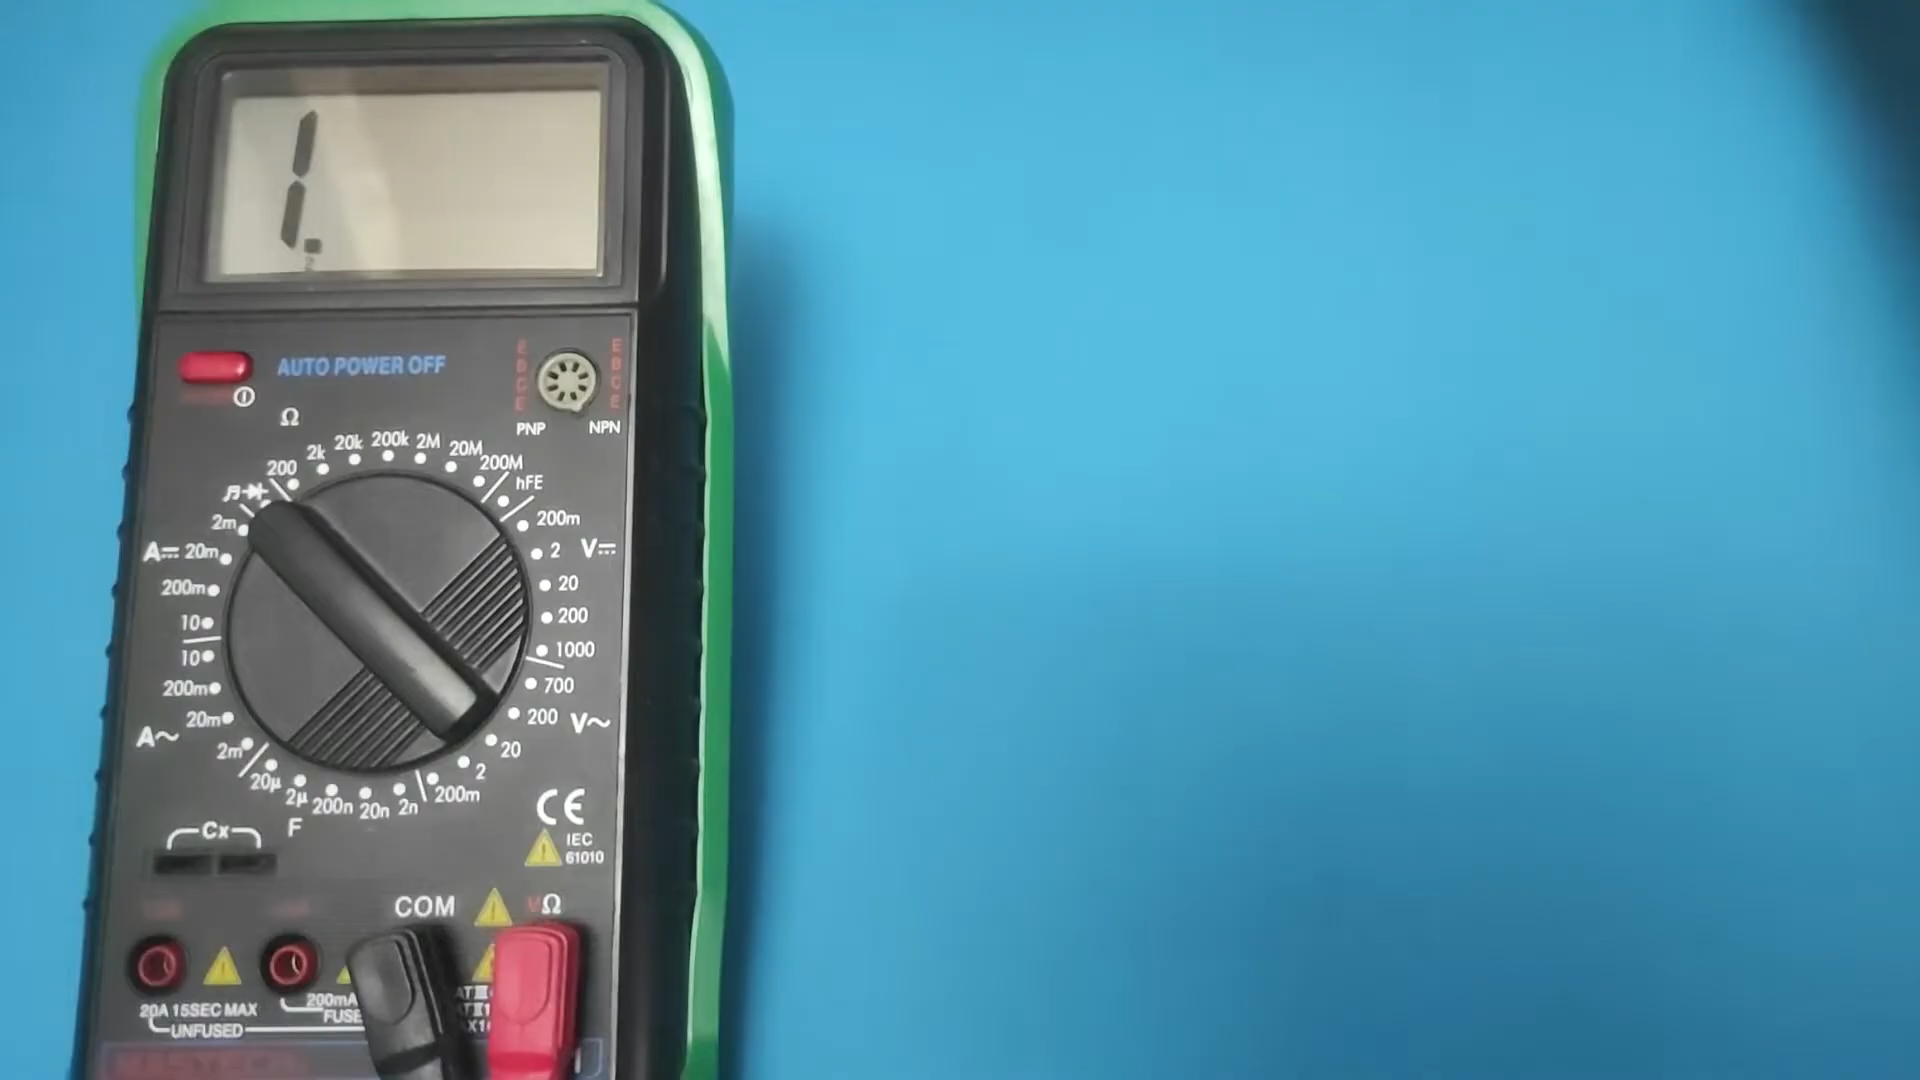 1.
AUTO POWER OFF
E E
B B
C C
E E
PNP NPN
Ω
200 2k 20k 200k 2M 20M 200M
hFE
2m 200m
A 20m 2 V
200m 20
10 200
10 1000
200m 700
20m 200 V~
A~
2m 20
20µ 2µ 200n 20n 2n 200m 2
F
CE
Cx
IEC
61010
COM VΩ
20A 15SEC MAX 200mA
UNFUSED FUSE